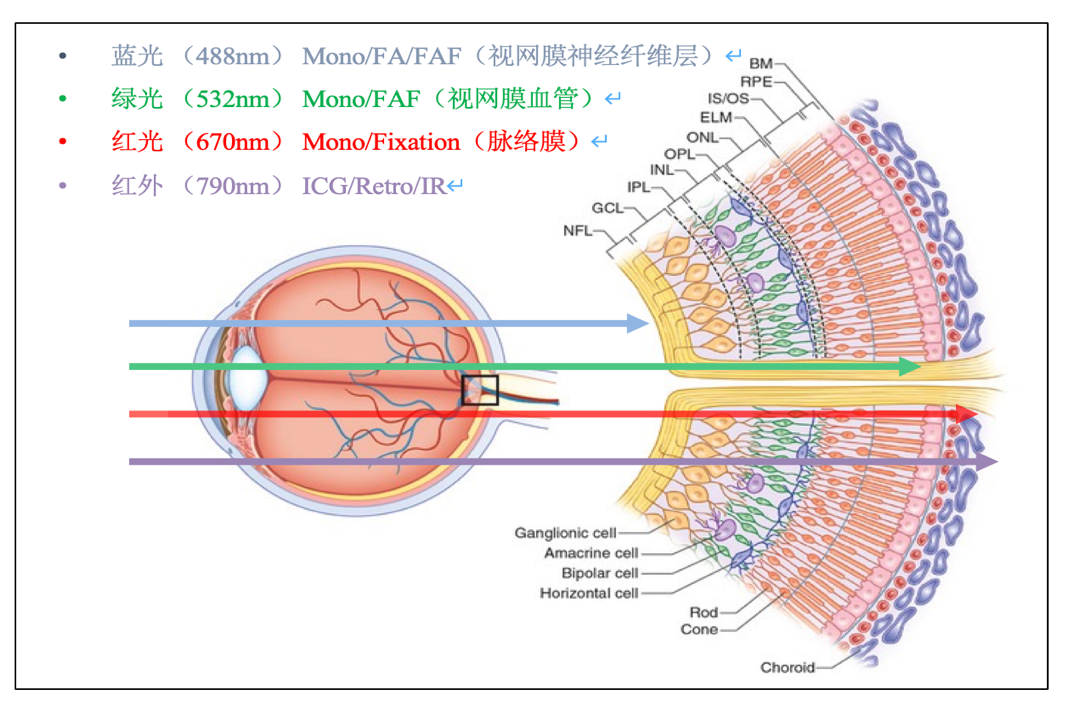 • 蓝光 （488nm） Mono/FA/FAF（视网膜神经纤维层）↵
• 绿光 （532nm） Mono/FAF（视网膜血管）↵
• 红光 （670nm） Mono/Fixation（脉络膜）↵
• 红外 （790nm） ICG/Retro/IR↵
BM
RPE
IS/OS
ELM
ONL
OPL
INL
IPL
GCL
NFL
Ganglionic cell
Amacrine cell
Bipolar cell
Horizontal cell
Rod
Cone
Choroid